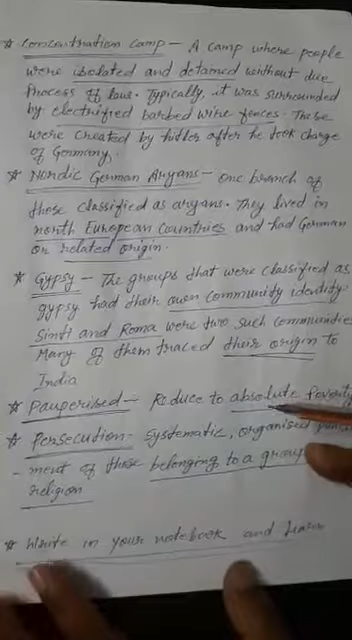 * Concentration Camp - A camp where people
were isolated and detained without due
Process of law. Typically, it was surrounded
by electrified barbed wire fences. These
were created by hitler after he took charge
of Germany.
* Nordic German Aryans - one branch of
those classified as aryans. They lived in
north European countries and had German
or related origin.
* Gypsy - The groups that were classified as
gypsy had their own community identity.
Sinti and Roma were two such communities
Many of them traced their origin to
India
* Pauperised - Reduce to absolute Poverty
* Persecution - Systematic, organised
-ment of those belonging to a group
religion
* Write in your notebook and learn